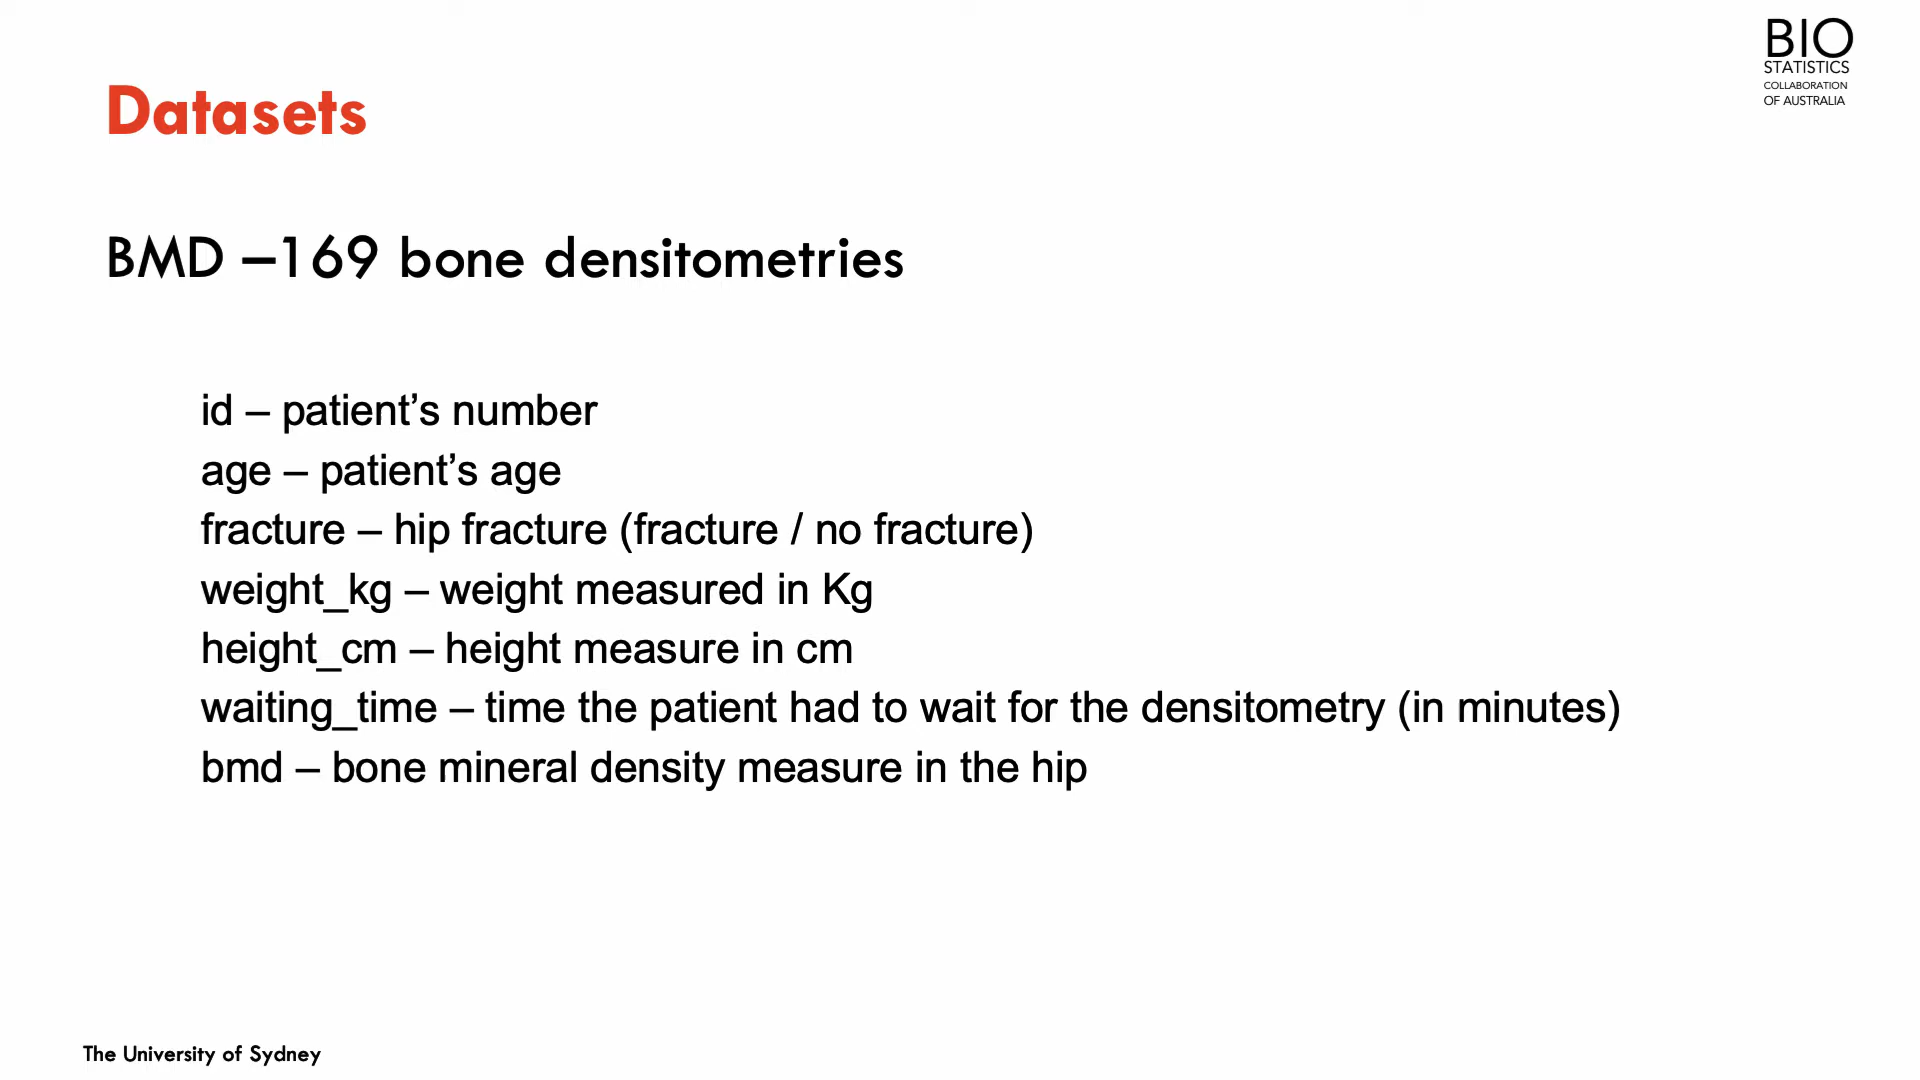 BIO
STATISTICS
COLLABORATION
OF AUSTRALIA
Datasets
BMD –169 bone densitometries
id – patient’s number
age – patient’s age
fracture – hip fracture (fracture / no fracture)
weight_kg – weight measured in Kg
height_cm – height measure in cm
waiting_time – time the patient had to wait for the densitometry (in minutes)
bmd – bone mineral density measure in the hip
The University of Sydney